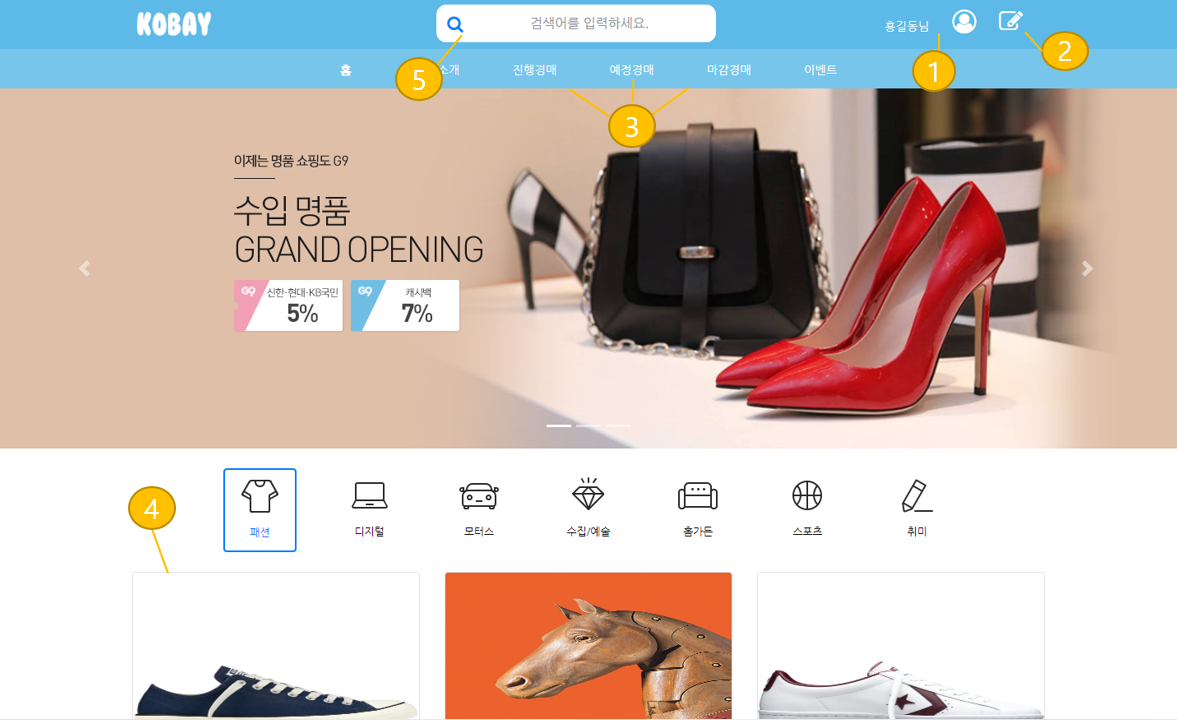 KOBAY
검색어를 입력하세요.
홍길동님
홈
소개
진행경매
예정경매
마감경매
이벤트
5
1
2
3
이제는 명품 쇼핑도 G9
수입 명품
GRAND OPENING
G9 신한·현대·KB국민
5%
G9 캐시백
7%
4
패션
디지털
모터스
수집/예술
홈가든
스포츠
취미